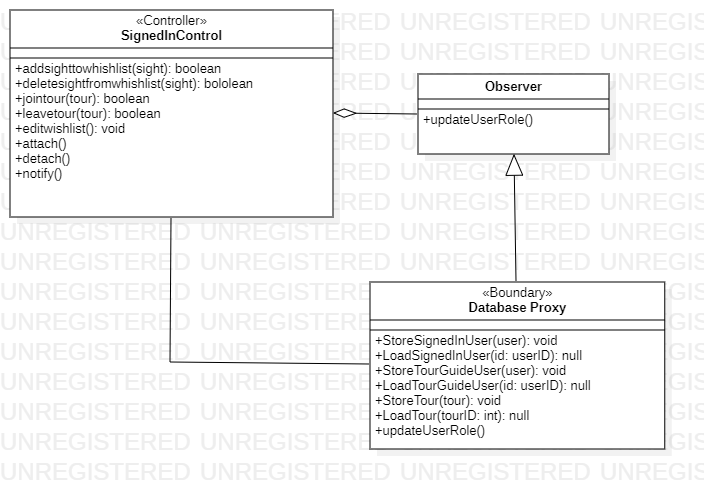 «Controller»
SignedInControl
+addsighttowhishlist(sight): boolean
+deletesightfromwhishlist(sight): bololean
+jointour(tour): boolean
+leavetour(tour): boolean
+editwishlist(): void
+attach()
+detach()
+notify()
Observer
+updateUserRole()
«Boundary»
Database Proxy
+StoreSignedInUser(user): void
+LoadSignedInUser(id: userID): null
+StoreTourGuideUser(user): void
+LoadTourGuideUser(id: userID): null
+StoreTour(tour): void
+LoadTour(tourID: int): null
+updateUserRole()
UNREGISTERED UNREGISTERED UNREGISTERED UNREGIS